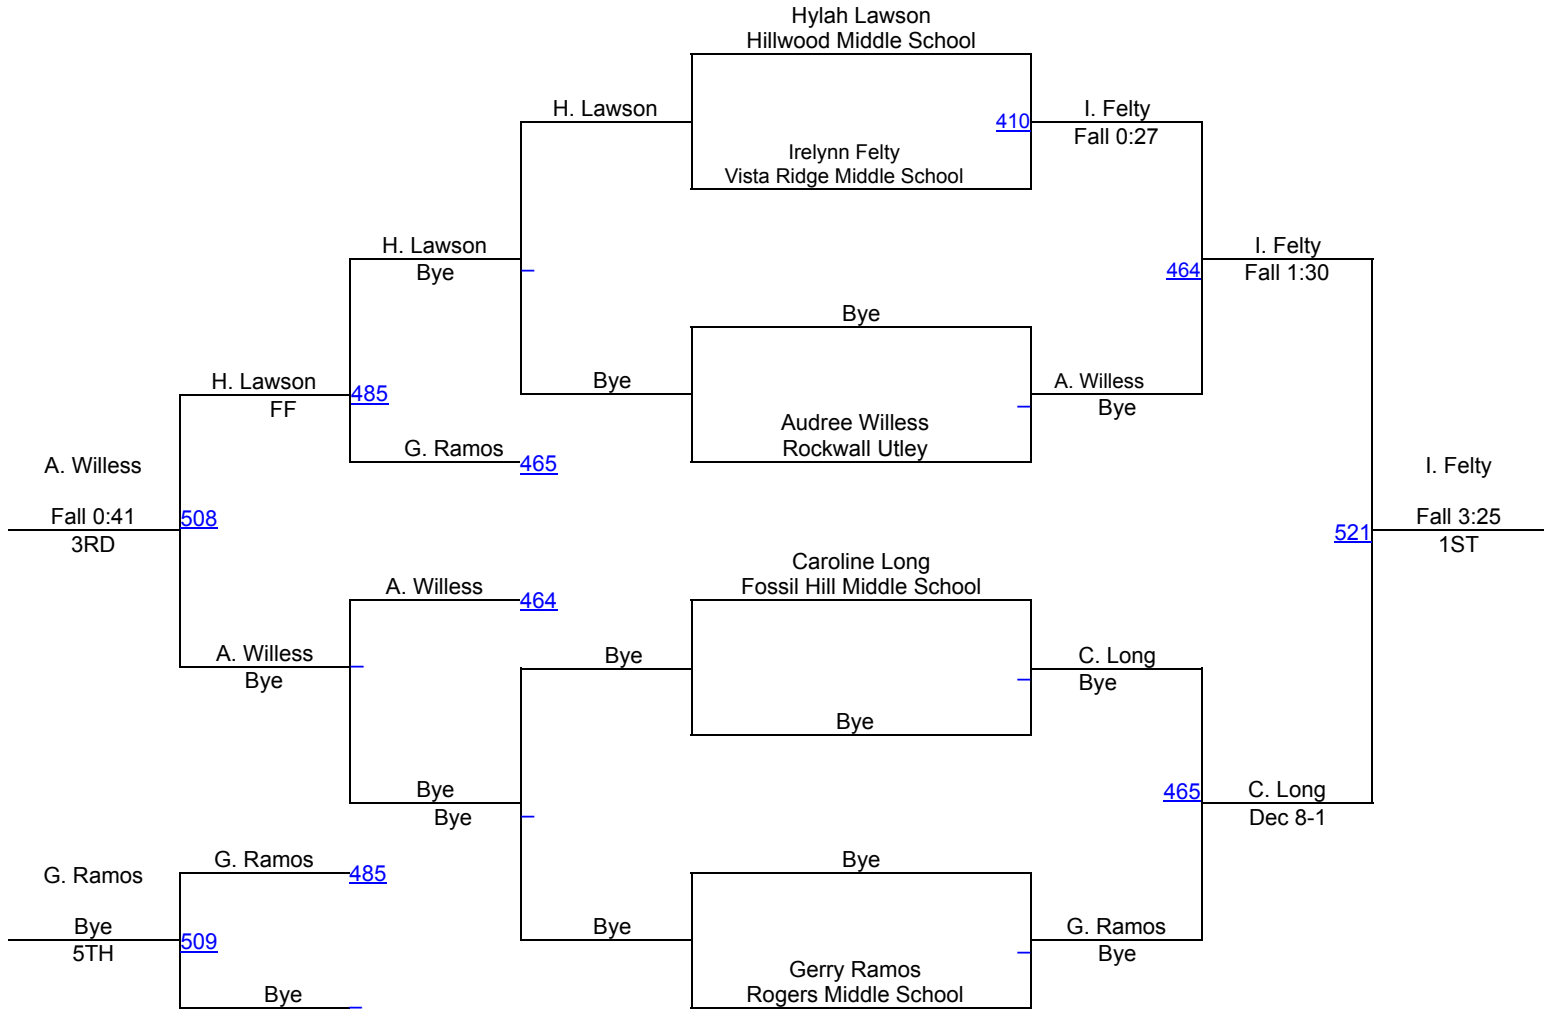 Hylah Lawson
Hillwood Middle School
H. Lawson
I. Felty
410
Fall 0:27
Irelynn Felty
Vista Ridge Middle School
H. Lawson
Bye
I. Felty
464
Fall 1:30
Bye
H. Lawson
FF
485
Bye
A. Willess
Bye
Audree Willess
Rockwall Utley
G. Ramos
465
A. Willess
Fall 0:41
508
3RD
I. Felty
Fall 3:25
521
1ST
Caroline Long
Fossil Hill Middle School
A. Willess
464
A. Willess
Bye
Bye
C. Long
Bye
Bye
Bye
Bye
465
C. Long
Dec 8-1
G. Ramos
485
Bye
G. Ramos
Bye
509
5TH
Bye
G. Ramos
Bye
Gerry Ramos
Rogers Middle School
Bye